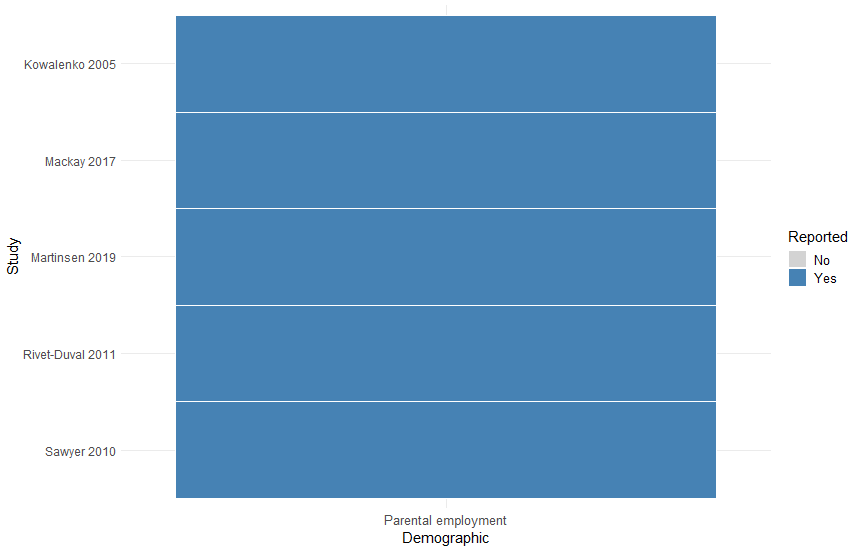 Study
Kowalenko 2005
Mackay 2017
Martinsen 2019
Rivet-Duval 2011
Sawyer 2010
Parental employment
Demographic
Reported
No
Yes